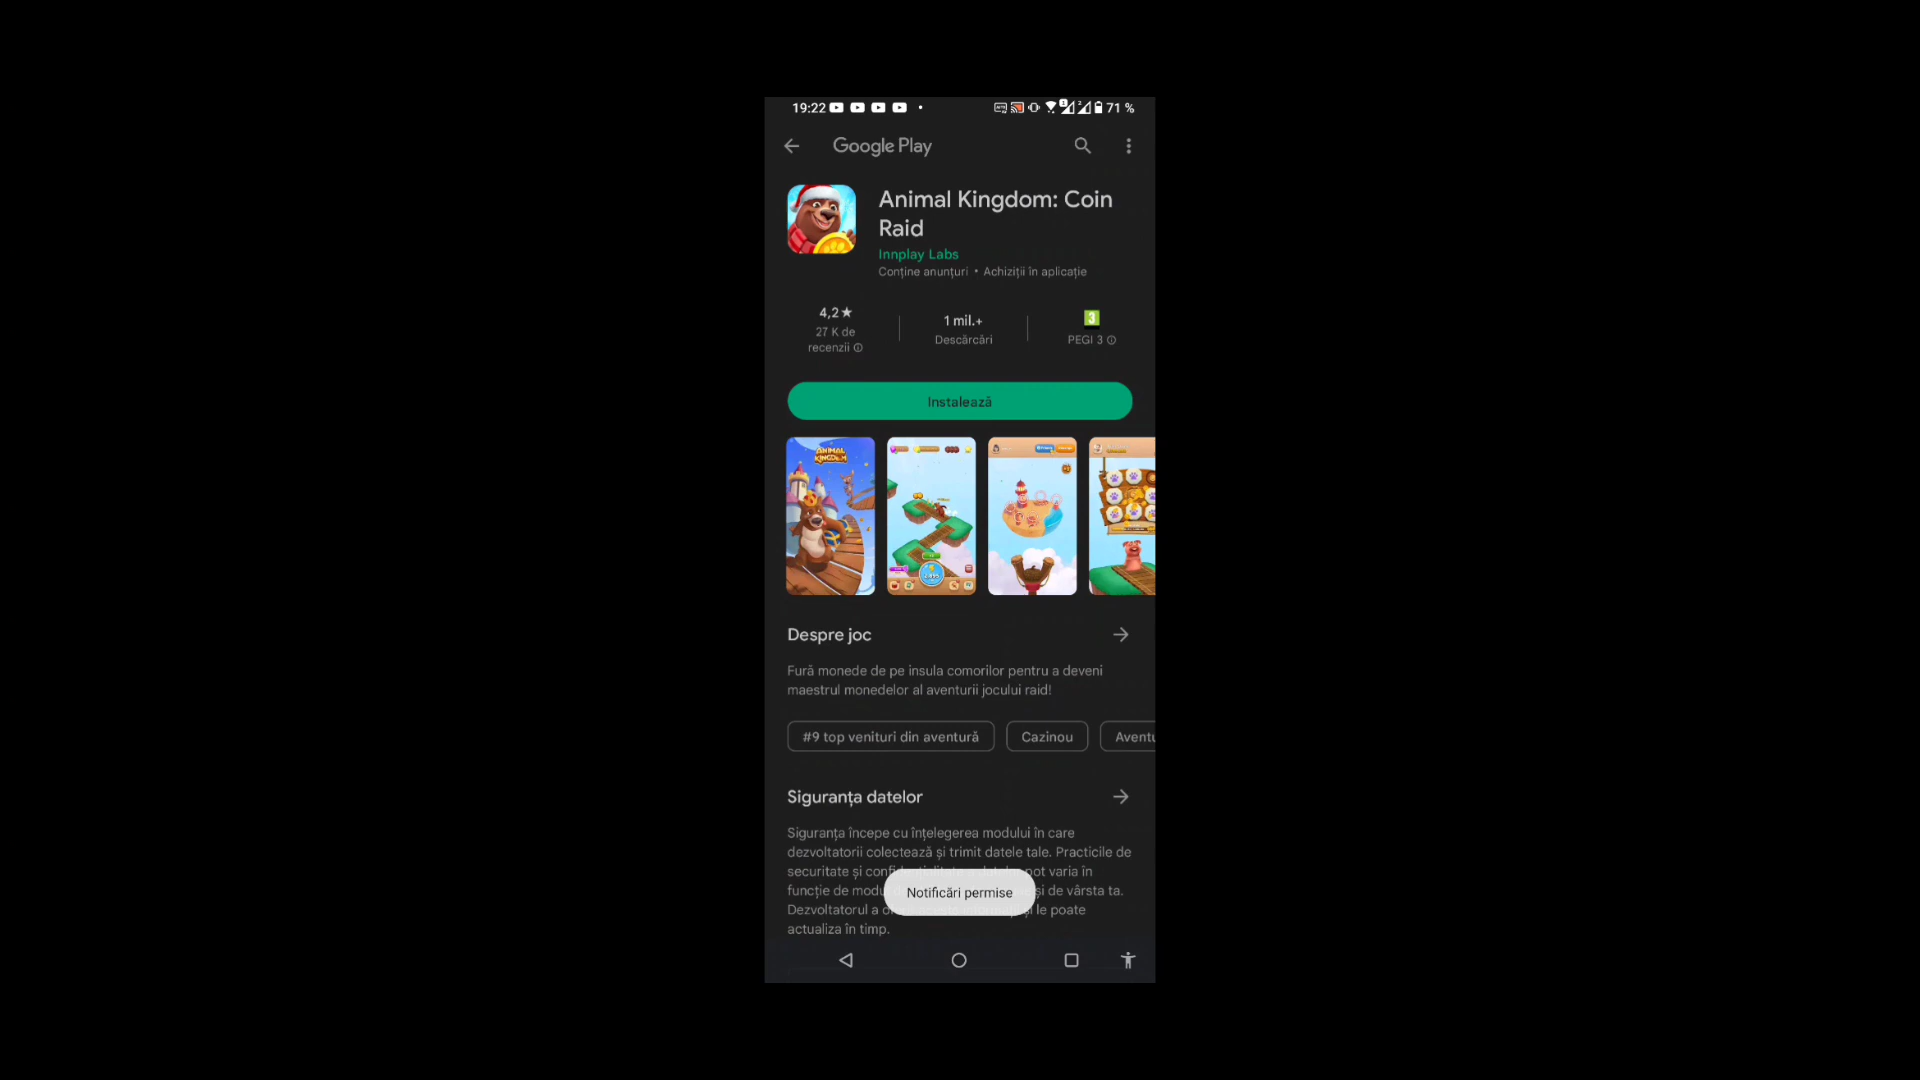 19:22
71 %
Google Play
Animal Kingdom: Coin
Raid
Innplay Labs
Conține anunțuri • Achiziții în aplicație
4,2★
27 K de
recenzii
1 mil.+
Descărcări
3
PEGI 3
Instalează
ANIMAL
KINGDOM
Despre joc
Fură monede de pe insula comorilor pentru a deveni
maestrul monedelor al aventurii jocului raid!
#9 top venituri din aventură
Cazinou
Aventu
Siguranța datelor
Siguranța începe cu înțelegerea modului în care
dezvoltatorii colectează și trimit datele tale. Practicile de
securitate și pot varia în
funcție de și de vârsta ta.
Dezvoltatorul a le poate
actualiza în timp.
Notificări permise